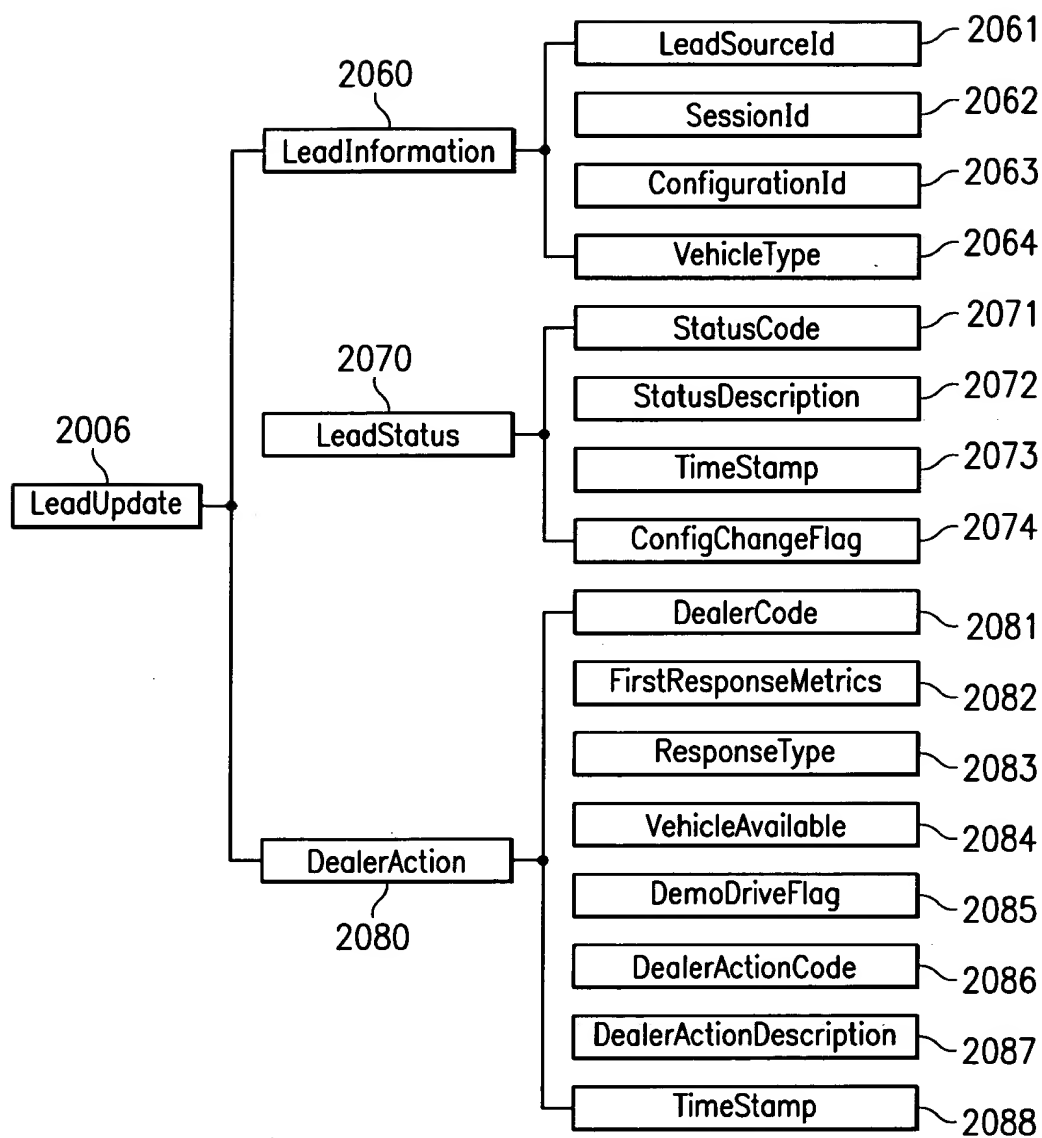 LeadSourceId 2061
2060
SessionId 2062
LeadInformation
ConfigurationId 2063
VehicleType 2064
StatusCode 2071
2070
StatusDescription 2072
LeadStatus
2006
TimeStamp 2073
LeadUpdate
ConfigChangeFlag 2074
DealerCode 2081
FirstResponseMetrics 2082
ResponseType 2083
VehicleAvailable 2084
DealerAction
DemoDriveFlag 2085
2080
DealerActionCode 2086
DealerActionDescription 2087
TimeStamp 2088